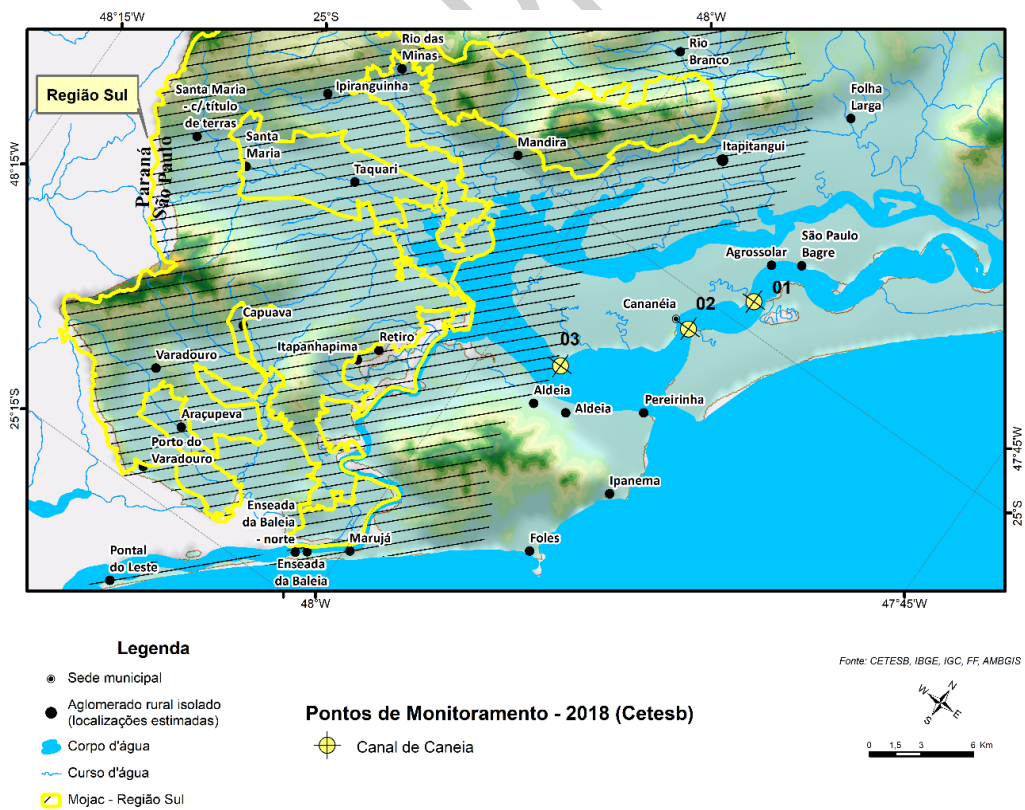 48°15'W
25°S
48°W
Rio das
Minas
Rio
Branco
Região Sul
Santa Maria
- c/ título
de terras
Ipiranguinha
Folha
Larga
Santa
Maria
Mandira
Itapitangui
48°15'W
Paraná
São Paulo
Taquari
São Paulo
Bagre
Agrossolar
01
Cananéia
02
Capuava
Itapanhapima
Retiro
03
Varadouro
Aldeia
Aldeia
Pereirinha
25°15'S
Araçupeva
Porto do
Varadouro
47°45'W
Ipanema
Enseada
da Baleia
- norte
25°S
Marujá
Foles
Pontal
do Leste
Enseada
da Baleia
48°W
47°45'W
Legenda
Sede municipal
Aglomerado rural isolado
(localizações estimadas)
Corpo d'água
Curso d'água
Mojac - Região Sul
Pontos de Monitoramento - 2018 (Cetesb)
Canal de Caneia
Fonte: CETESB, IBGE, IGC, FF, AMBGIS
N
W
E
S
0 1,5 3 6 Km